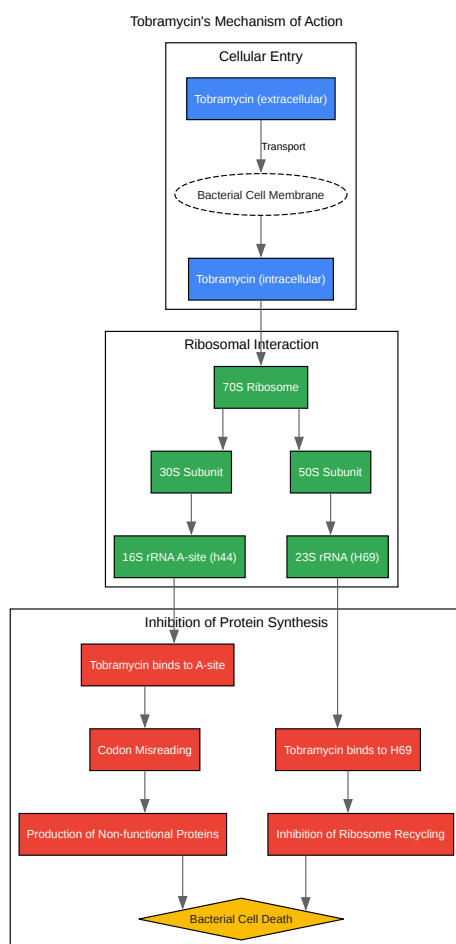 Tobramycin's Mechanism of Action
Cellular Entry
Tobramycin (extracellular)
Transport
Bacterial Cell Membrane
Tobramycin (intracellular)
Ribosomal Interaction
70S Ribosome
30S Subunit
50S Subunit
16S rRNA A-site (h44)
23S rRNA (H69)
Inhibition of Protein Synthesis
Tobramycin binds to A-site
Codon Misreading
Tobramycin binds to H69
Production of Non-functional Proteins
Inhibition of Ribosome Recycling
Bacterial Cell Death